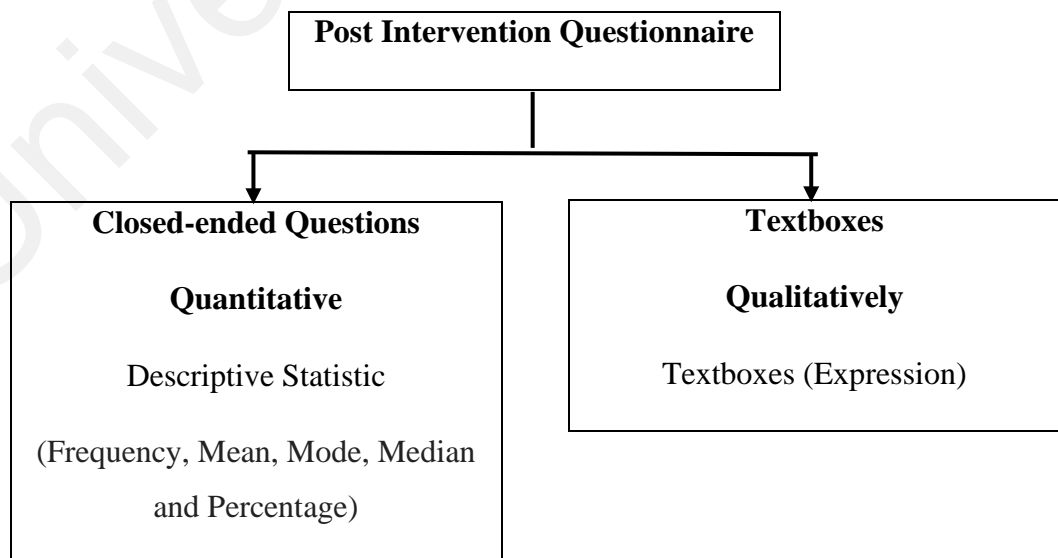 Post Intervention Questionnaire
Closed-ended Questions
Quantitative
Descriptive Statistic
(Frequency, Mean, Mode, Median
and Percentage)
Textboxes
Qualitatively
Textboxes (Expression)